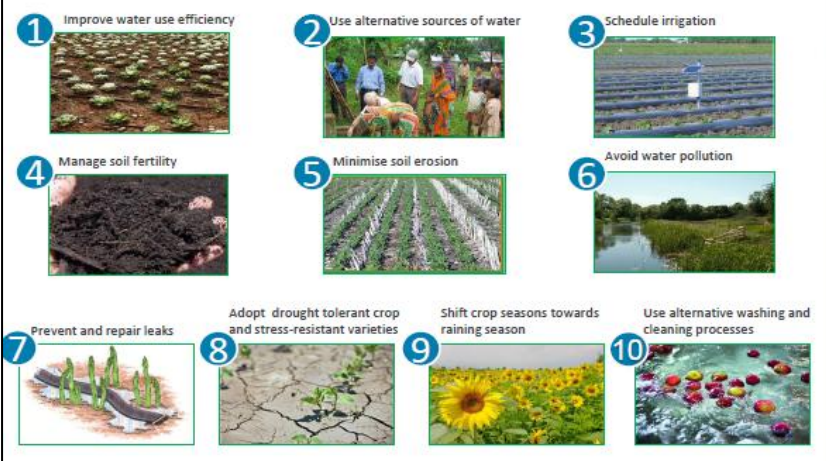 1 Improve water use efficiency
2 Use alternative sources of water
3 Schedule irrigation
4 Manage soil fertility
5 Minimise soil erosion
6 Avoid water pollution
7 Prevent and repair leaks
8 Adopt drought tolerant crop
and stress-resistant varieties
9 Shift crop seasons towards
raining season
10 Use alternative washing and
cleaning processes